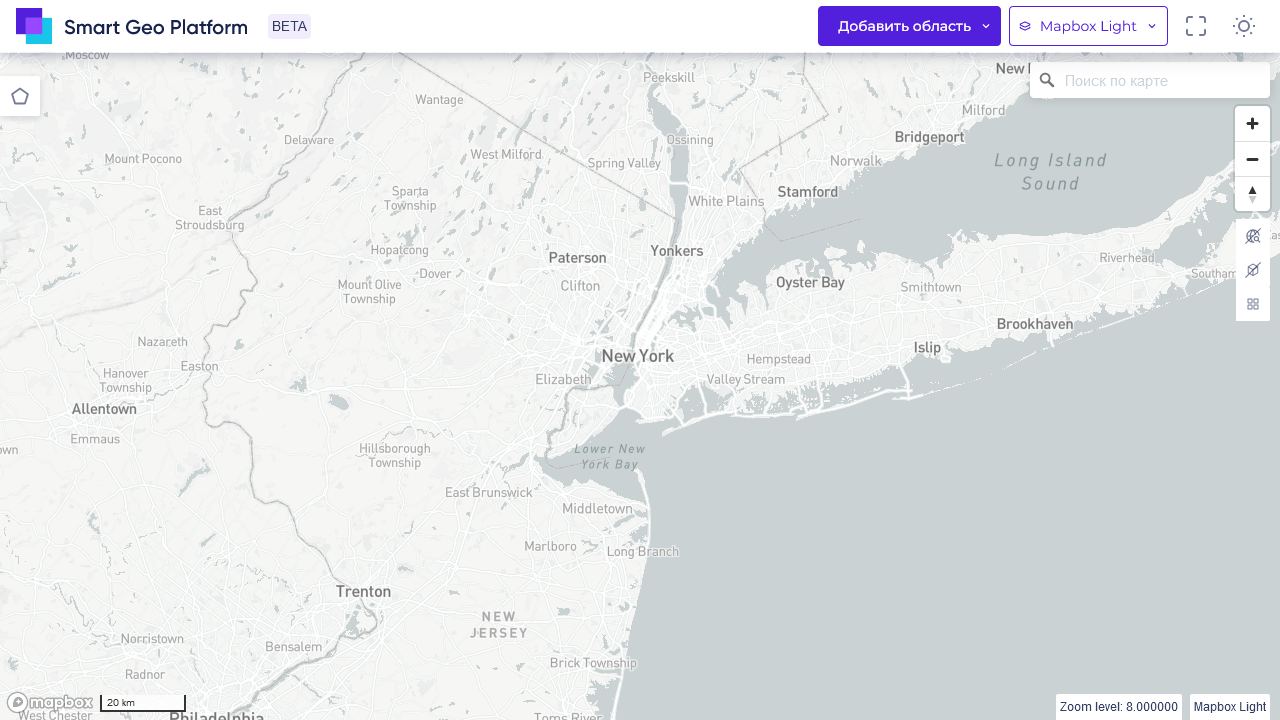 Smart Geo Platform
BETA
Добавить область
Mapbox Light
Moscow
Peekskill
New
Поиск по карте
Wantage
Milford
Delaware
Ossining
Bridgeport
Mount Pocono
West Milford
Spring Valley
Norwalk
Long Island
Sound
Sparta
Township
Stamford
White Plains
East
Stroudsburg
Hopatcong
Paterson
Yonkers
Riverhead
Dover
Southam
Mount Olive
Township
Clifton
Oyster Bay
Smithtown
Brookhaven
Nazareth
New York
Islip
Hempstead
Easton
Hanover
Township
Elizabeth
Valley Stream
Allentown
Emmaus
own
Hillsborough
Township
Lower New
York Bay
East Brunswick
Middletown
Marlboro
Long Branch
Trenton
NEW
JERSEY
Norristown
Bensalem
Brick Township
Radnor
mapbox
20 km
West Chester
Philadelphia
Toms River
Zoom level: 8.000000
Mapbox Light